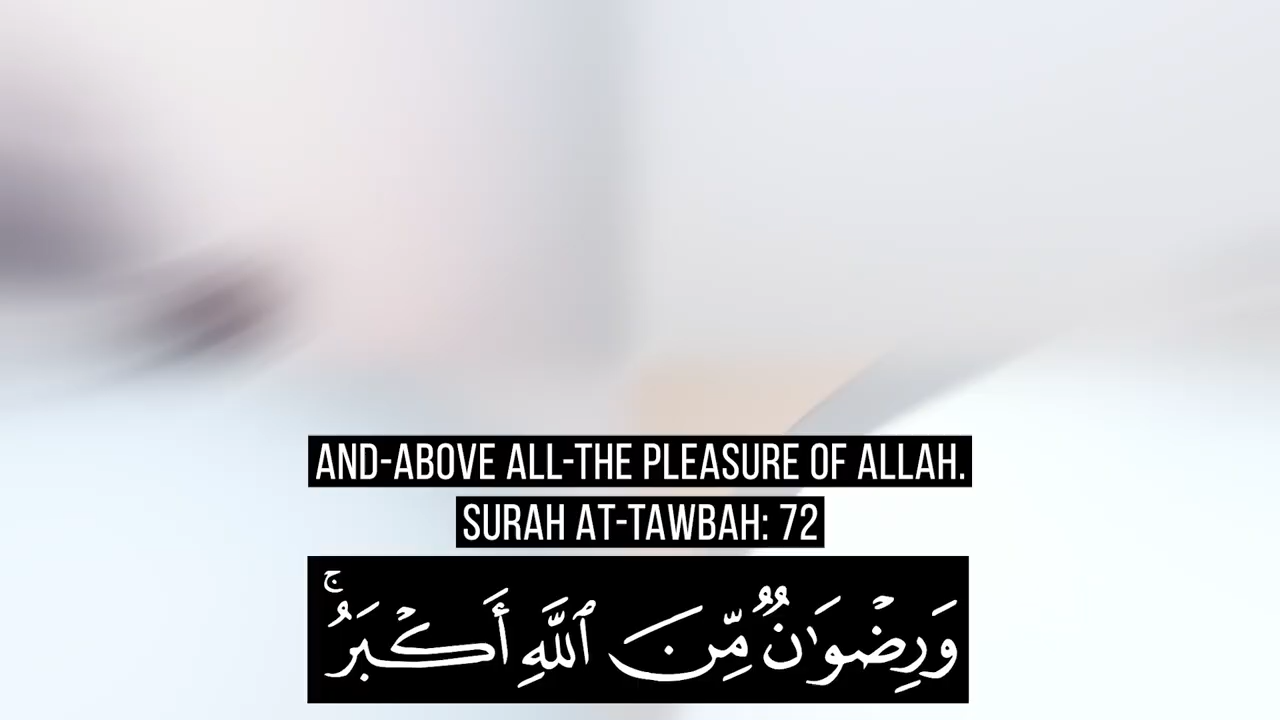 AND-ABOVE ALL-THE PLEASURE OF ALLAH.
SURAH AT-TAWBAH: 72
وَرِضْوَٰنٌ مِّنَ ٱللَّهِ أَكْبَرُ ۚ